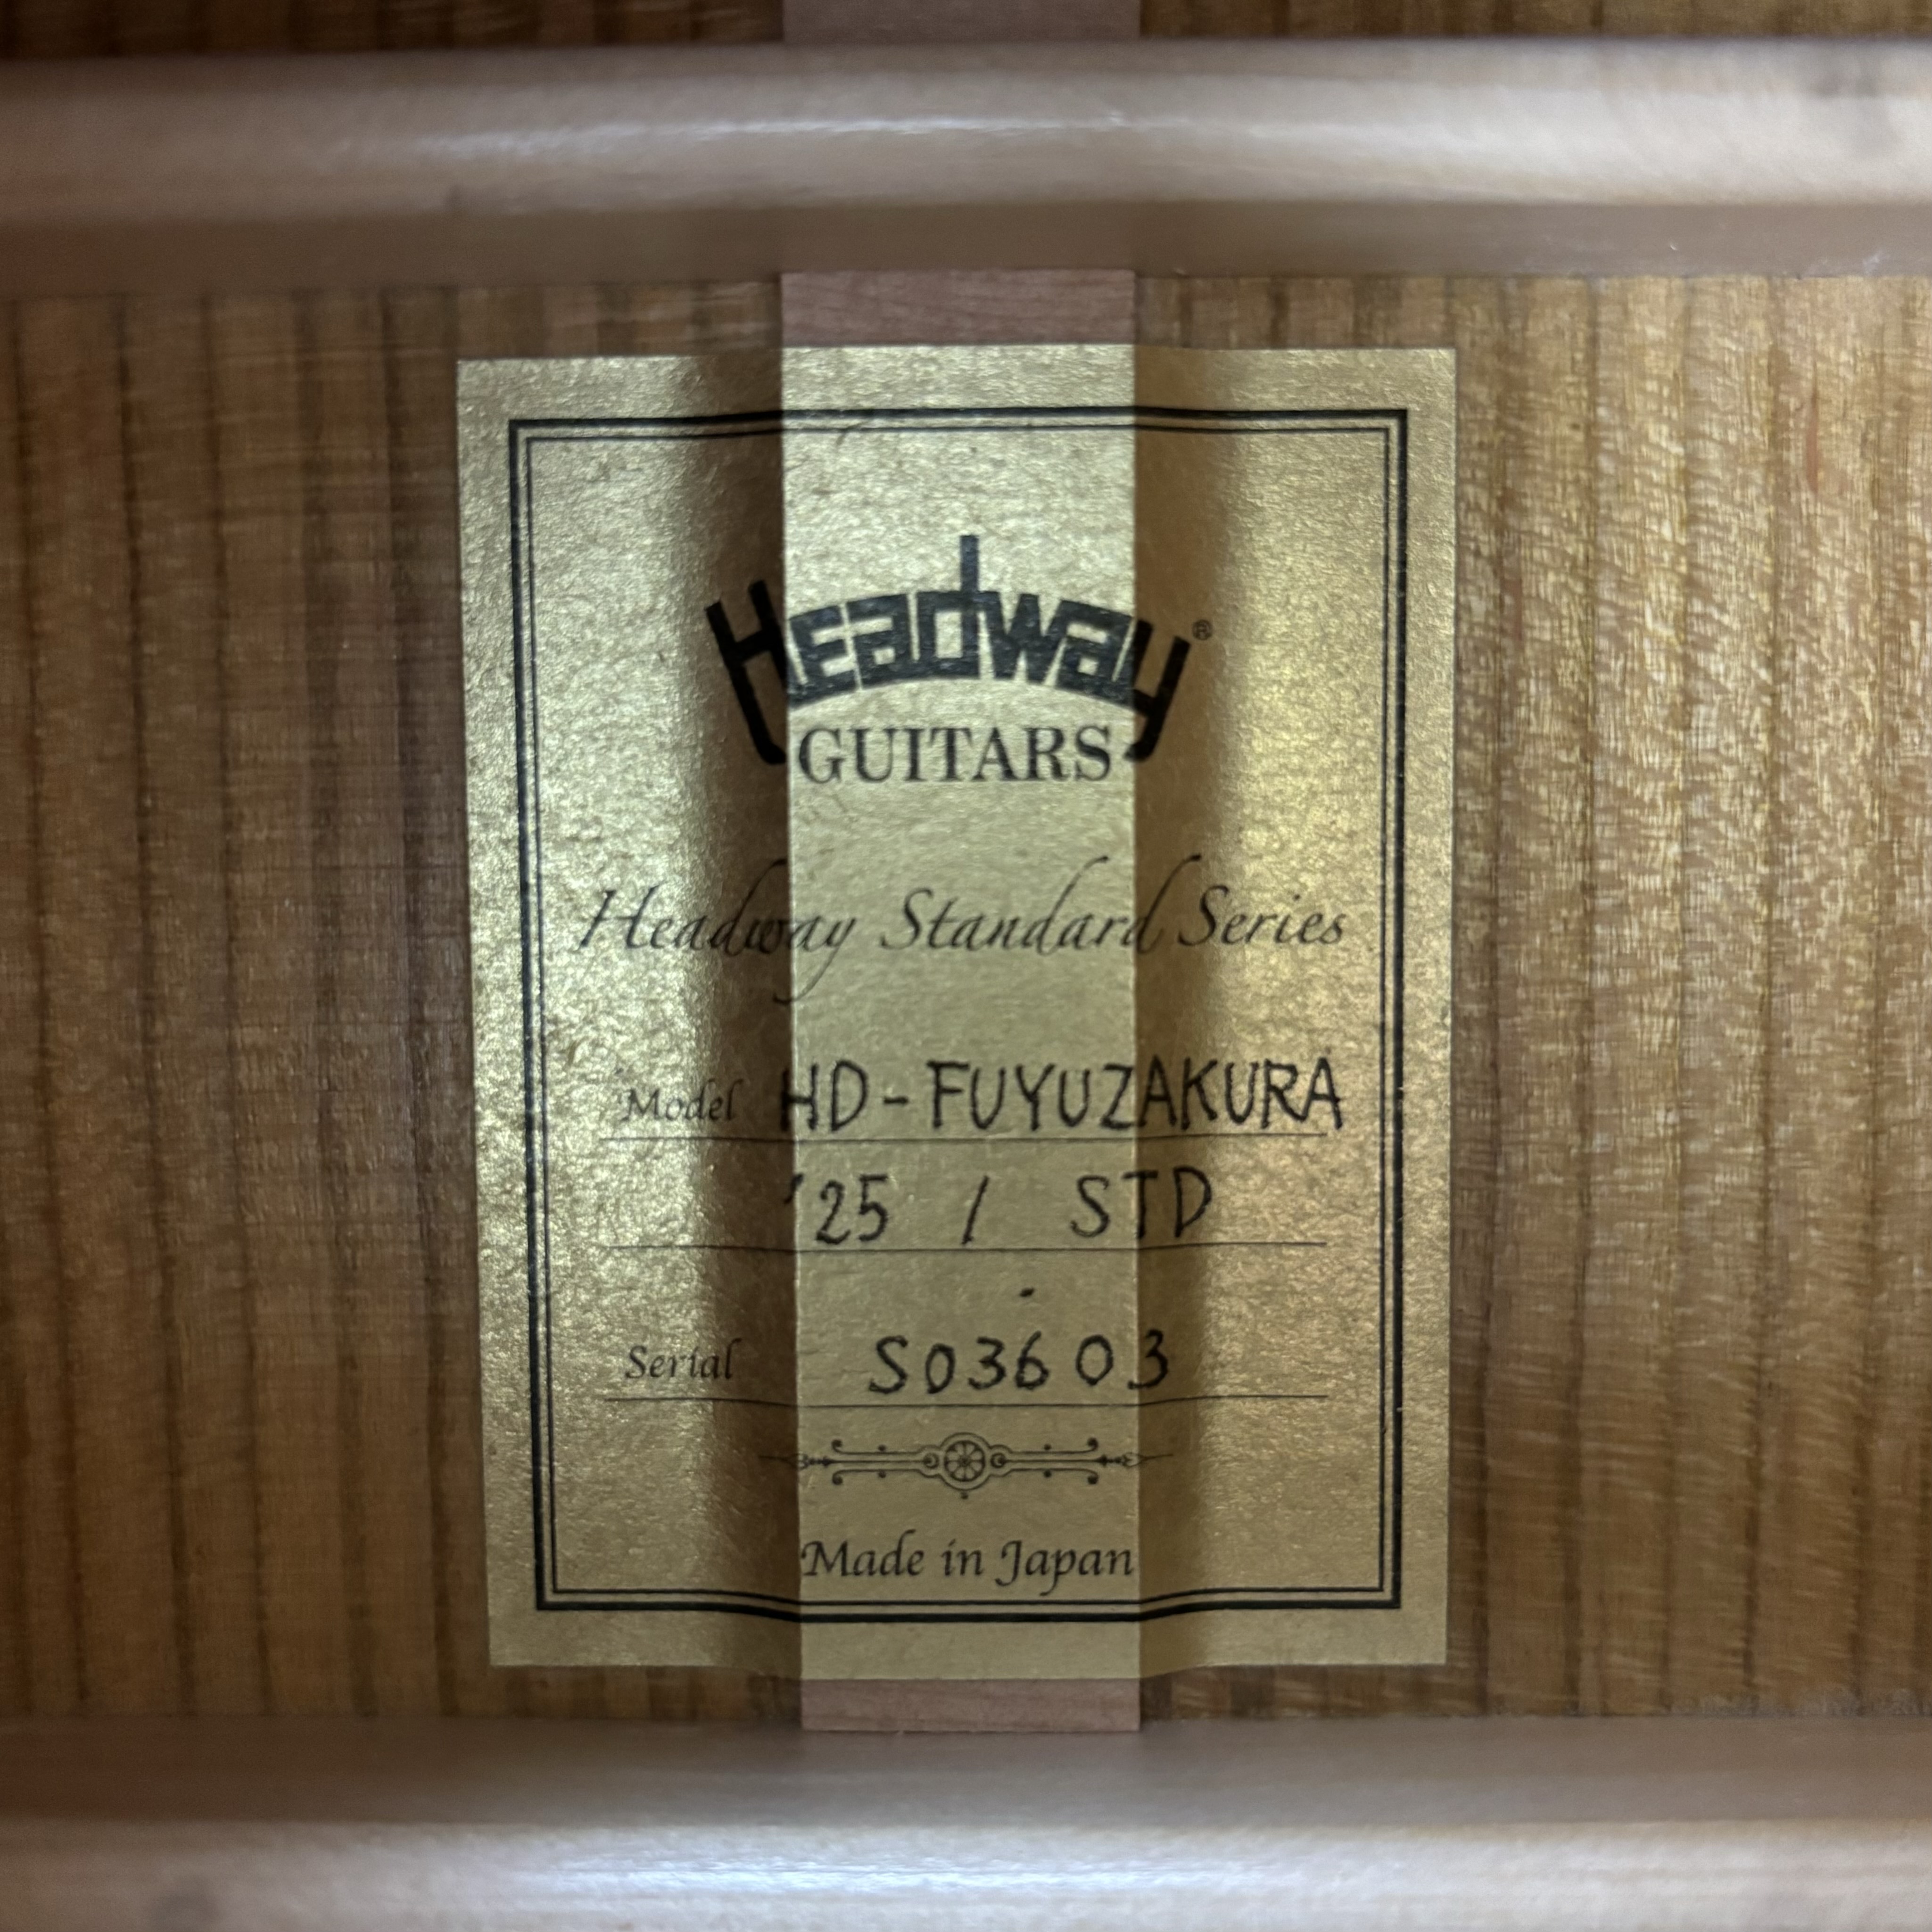 Headway®
GUITARS
Headway Standard Series
Model HD-FUYUZAKURA
'25 / STD
Serial S03603
Made in Japan